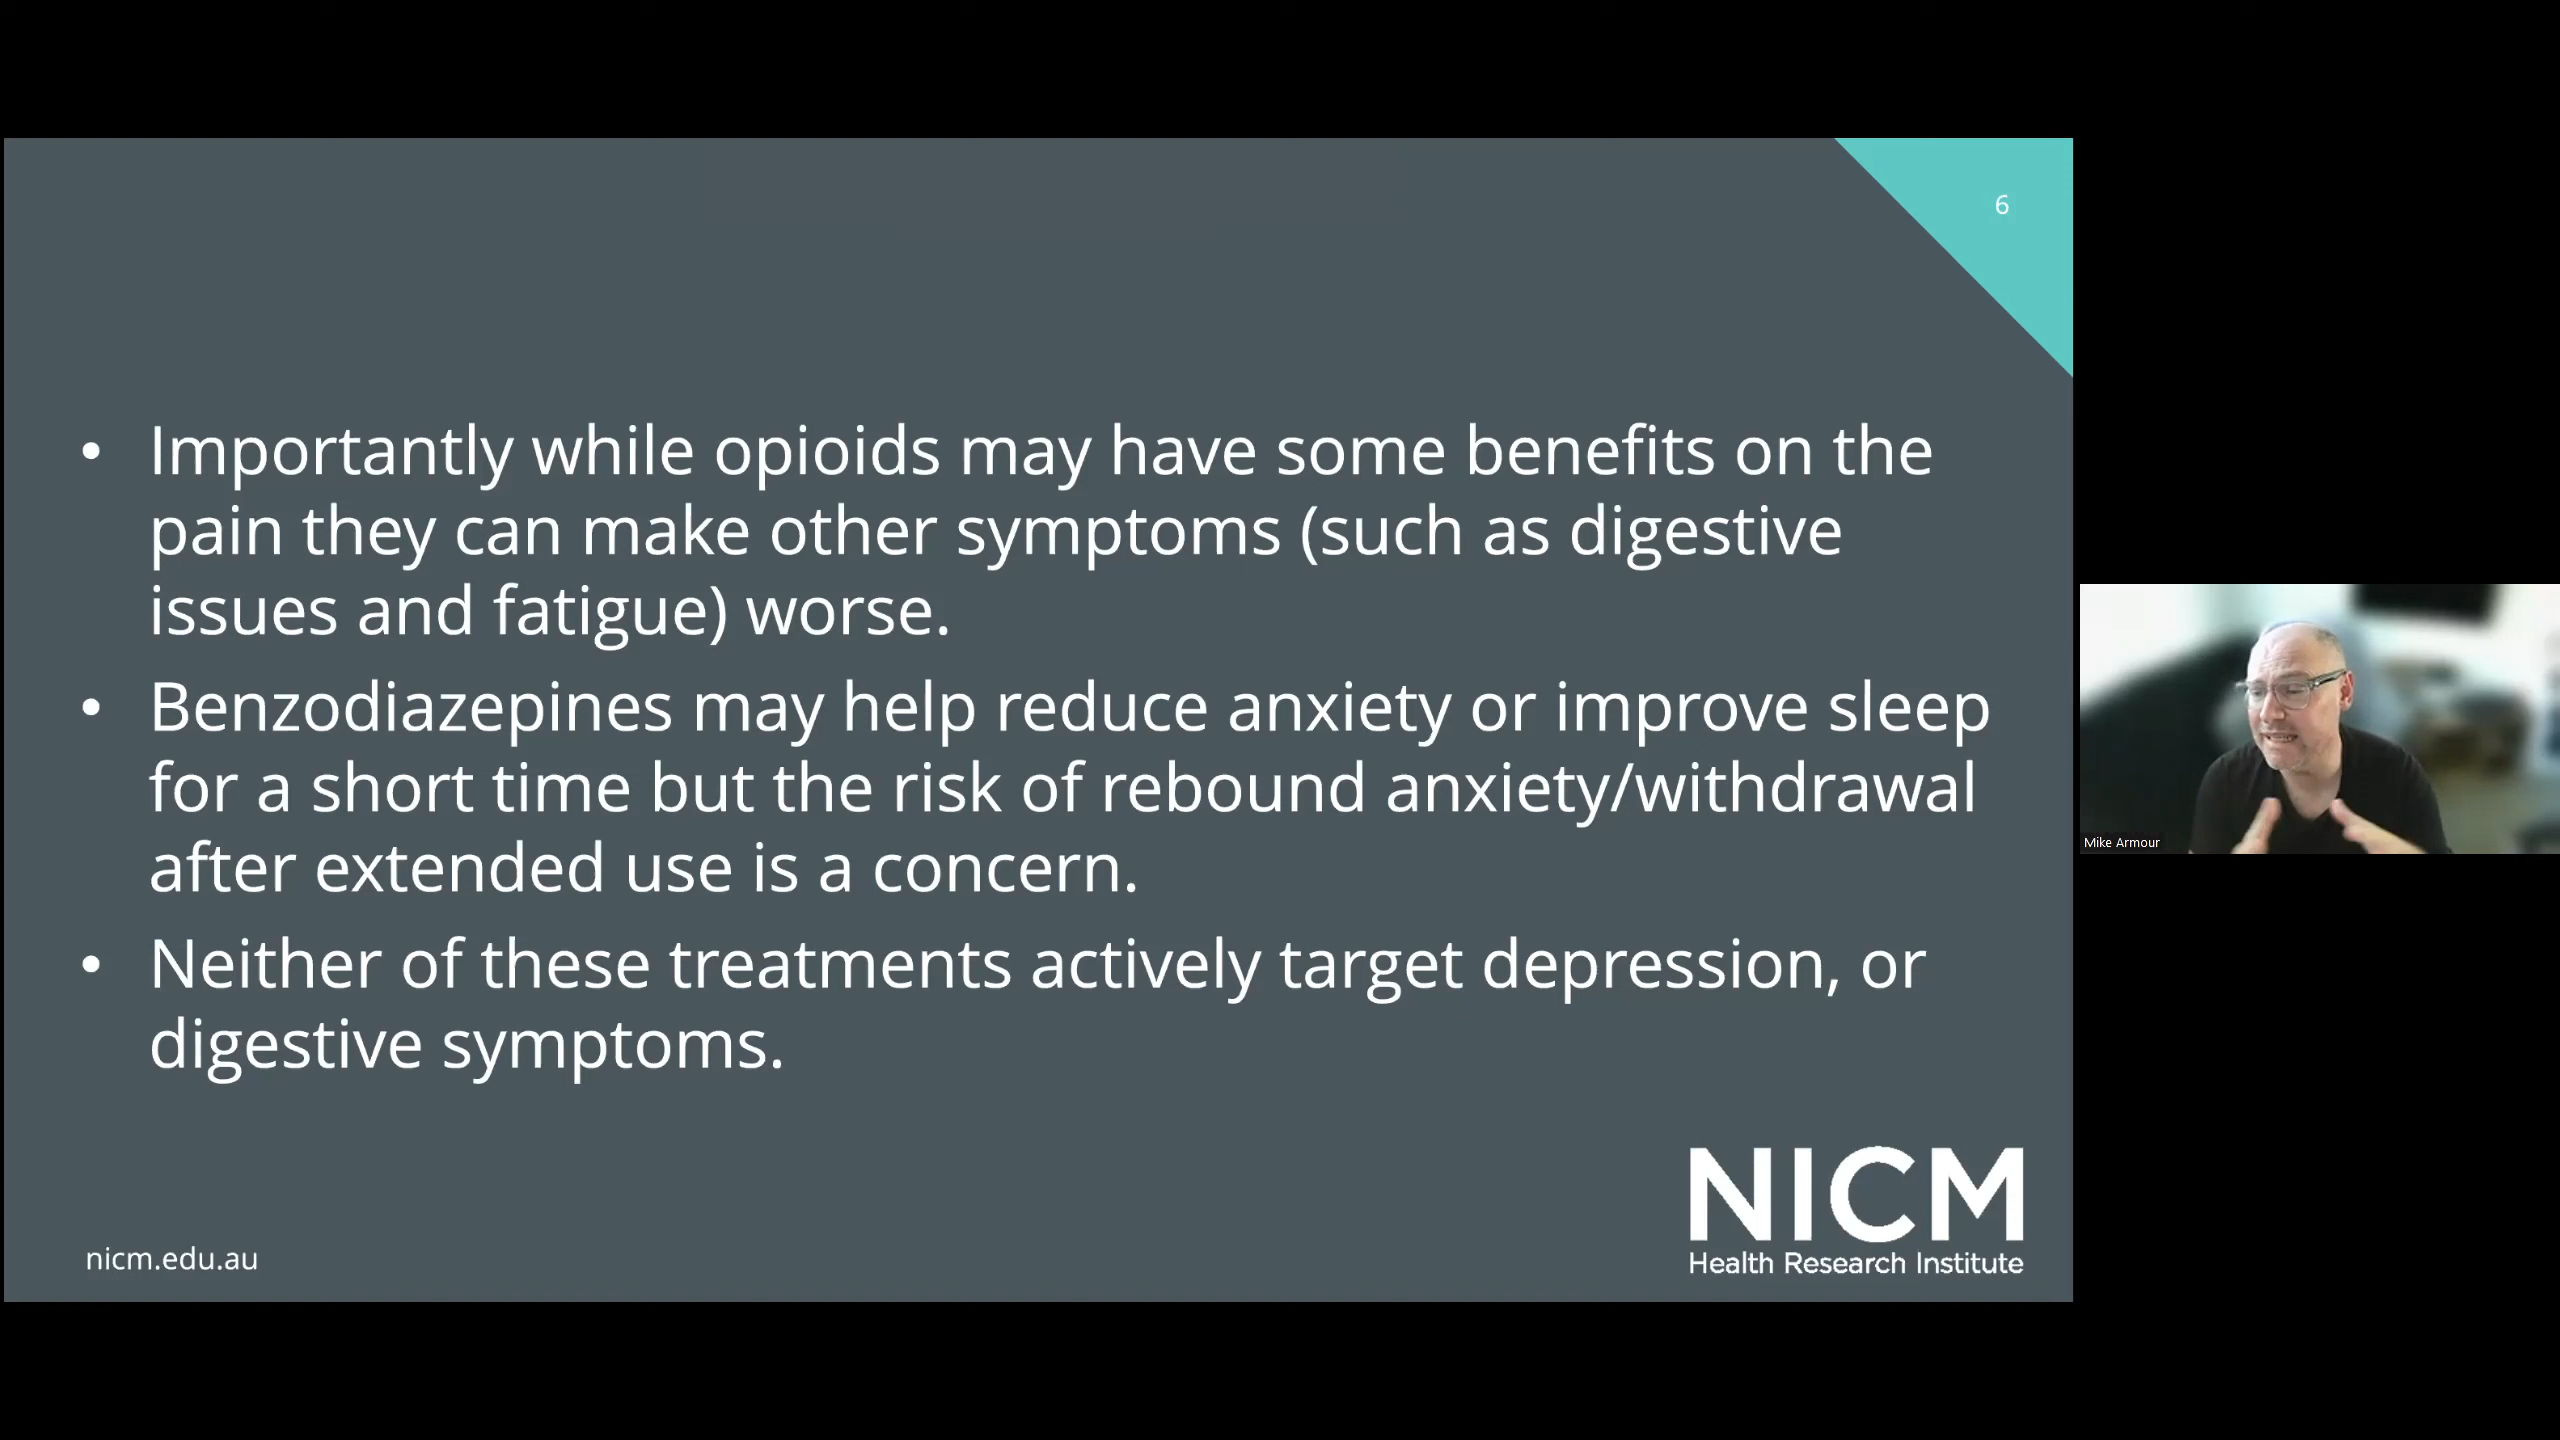 6
• Importantly while opioids may have some benefits on the
pain they can make other symptoms (such as digestive
issues and fatigue) worse.
• Benzodiazepines may help reduce anxiety or improve sleep
for a short time but the risk of rebound anxiety/withdrawal
after extended use is a concern.
• Neither of these treatments actively target depression, or
digestive symptoms.
nicm.edu.au
NICM
Health Research Institute
Mike Armour